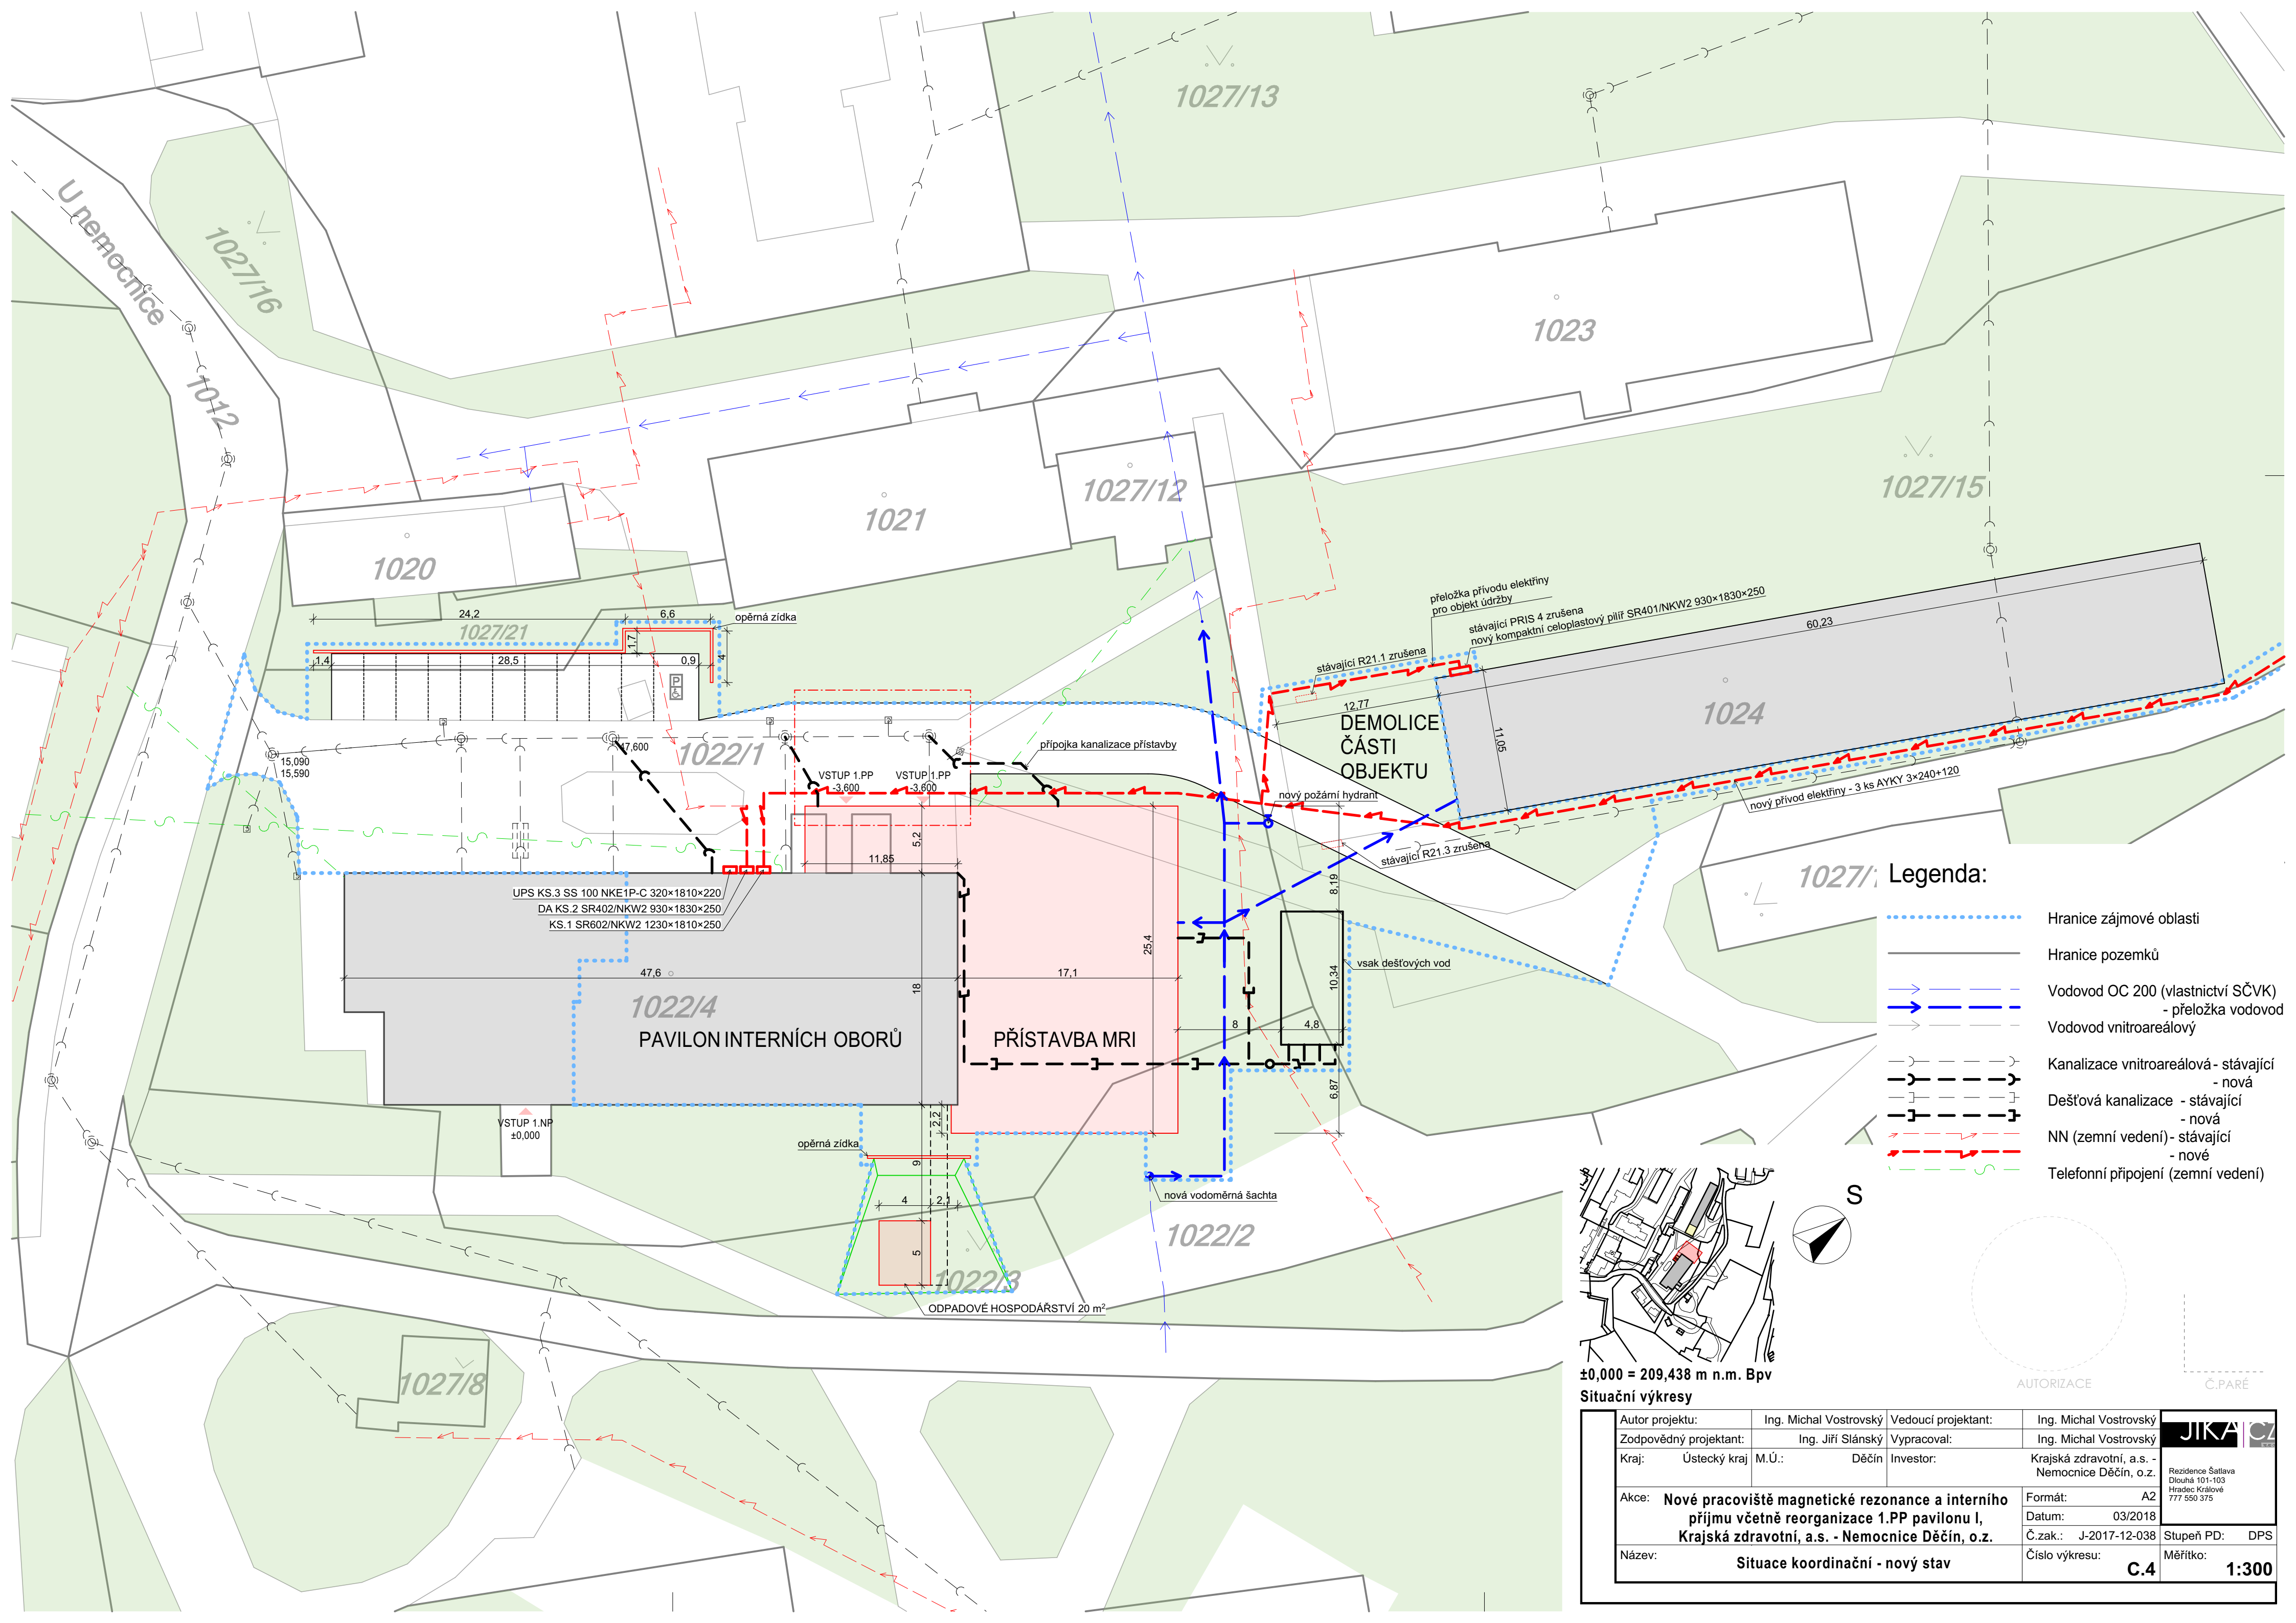 1027/13
U nemocnice
1027/16
1012
1023
1027/15
1027/12
1021
1020
1027/21
24,2
6,6
opěrná zídka
1,7
4
1,4
28,5
0,9
P
přeložka přívodu elektřiny
pro objekt údržby
stávající PRIS 4 zrušena
nový kompaktní celoplastový pilíř SR401/NKW2 930×1830×250
stávající R21.1 zrušena
60,23
12,77
11,05
1024
DEMOLICE
ČÁSTI
OBJEKTU
17,600
1022/1
15,090
15,590
přípojka kanalizace přístavby
VSTUP 1.PP
-3,600
VSTUP 1.PP
-3,600
nový požární hydrant
nový přívod elektřiny - 3 ks AYKY 3×240+120
stávající R21.3 zrušena
5,2
11,85
8,19
UPS KS.3 SS 100 NKE1P-C 320×1810×220
DA KS.2 SR402/NKW2 930×1830×250
KS.1 SR602/NKW2 1230×1810×250
25,4
vsak dešťových vod
47,6
17,1
18
10,34
1022/4
PAVILON INTERNÍCH OBORŮ
PŘÍSTAVBA MRI
8
4,8
6,87
VSTUP 1.NP
±0,000
2,2
opěrná zídka
9
4
2,1
5
nová vodoměrná šachta
1022/2
1022/3
ODPADOVÉ HOSPODÁŘSTVÍ 20 m²
1027/8
1027/1
Legenda:
Hranice zájmové oblasti
Hranice pozemků
Vodovod OC 200 (vlastnictví SČVK)
- přeložka vodovod
Vodovod vnitroareálový
Kanalizace vnitroareálová - stávající
- nová
Dešťová kanalizace - stávající
- nová
NN (zemní vedení) - stávající
- nové
Telefonní připojení (zemní vedení)
S
AUTORIZACE
Č.PARÉ
±0,000 = 209,438 m n.m. Bpv
Situační výkresy
Autor projektu: Ing. Michal Vostrovský Vedoucí projektant: Ing. Michal Vostrovský
Zodpovědný projektant: Ing. Jiří Slánský Vypracoval: Ing. Michal Vostrovský
Kraj: Ústecký kraj M.Ú.: Děčín Investor: Krajská zdravotní, a.s. -
Nemocnice Děčín, o.z.
JIKA CZ
Rezidence Šatlava
Dlouhá 101-103
Hradec Králové
777 550 375
Akce: Nové pracoviště magnetické rezonance a interního
příjmu včetně reorganizace 1.PP pavilonu I,
Krajská zdravotní, a.s. - Nemocnice Děčín, o.z.
Formát: A2
Datum: 03/2018
Č.zak.: J-2017-12-038 Stupeň PD: DPS
Název: Situace koordinační - nový stav
Číslo výkresu: C.4
Měřítko: 1:300